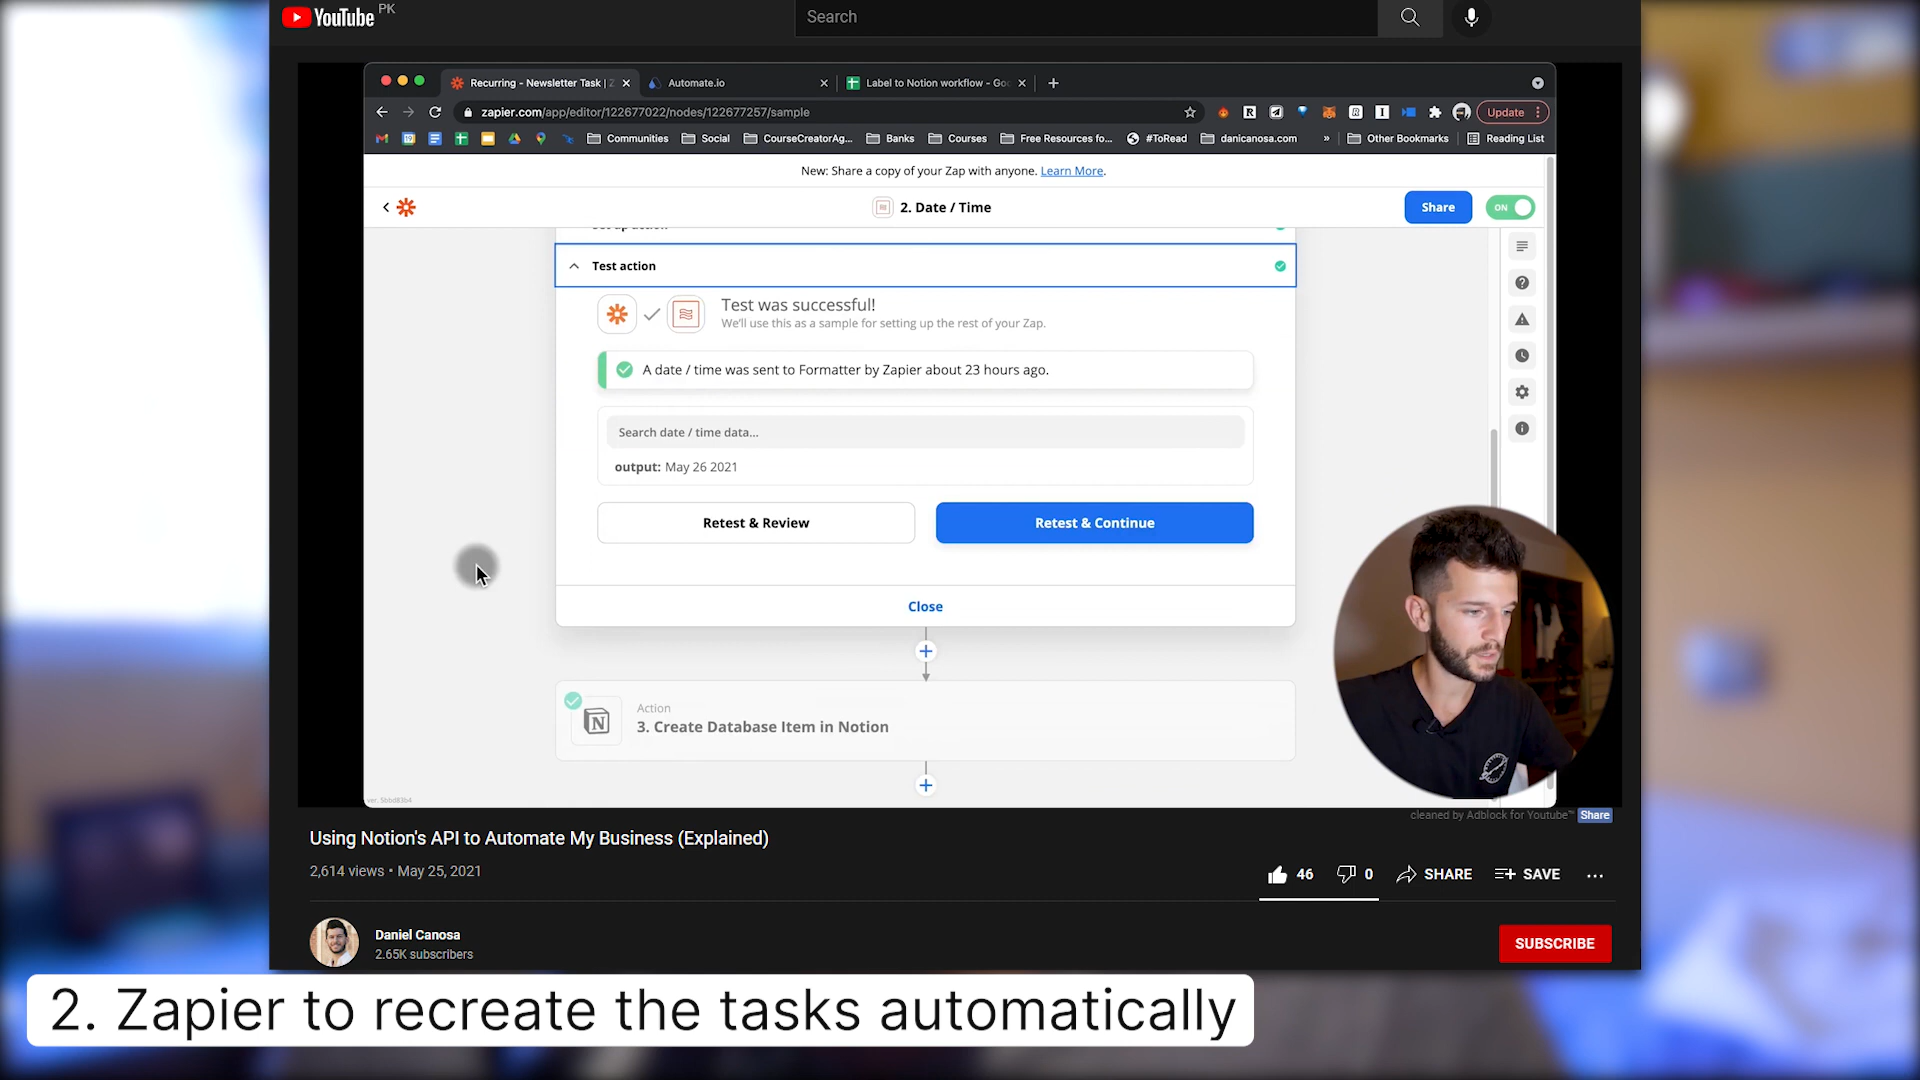 YouTube PK
Search
Recurring - Newsletter Task | Z
Automate.io
Label to Notion workflow - Goo
zapier.com/app/editor/122677022/nodes/122677257/sample
Update
Communities
Social
CourseCreatorAg...
Banks
Courses
Free Resources fo...
#ToRead
danicanosa.com
»
Other Bookmarks
Reading List
New: Share a copy of your Zap with anyone. Learn More.
2. Date / Time
Share
ON
Set up action
Test action
Test was successful!
We'll use this as a sample for setting up the rest of your Zap.
A date / time was sent to Formatter by Zapier about 23 hours ago.
Search date / time data...
output: May 26 2021
Retest & Review
Retest & Continue
Close
Action
3. Create Database Item in Notion
cleaned by Adblock for Youtube™ Share
Using Notion's API to Automate My Business (Explained)
2,614 views • May 25, 2021
46
0
SHARE
SAVE
Daniel Canosa
2.65K subscribers
SUBSCRIBE
2. Zapier to recreate the tasks automatically